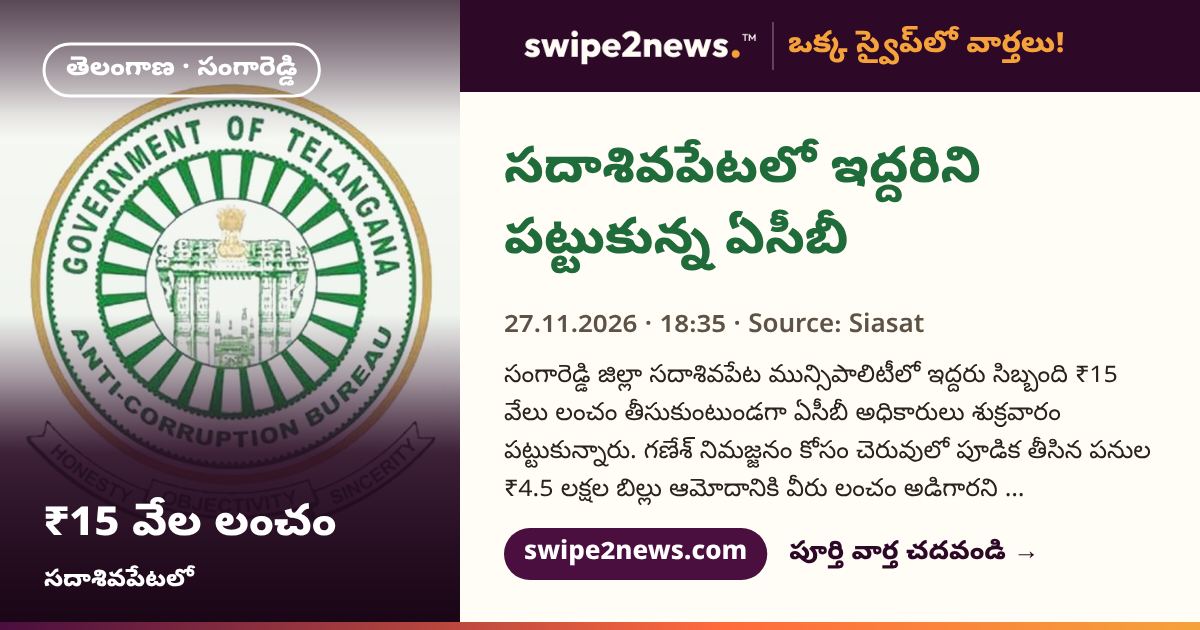 తెలంగాణ · సంగారెడ్డి
GOVERNMENT OF TELANGANA
ANTI-CORRUPTION BUREAU
HONESTY OBJECTIVITY SINCERITY
₹15 వేల లంచం
సదాశివపేటలో
swipe2news.™ ఒక్క స్వైప్‌లో వార్తలు!
సదాశివపేటలో ఇద్దరిని
పట్టుకున్న ఏసీబీ
27.11.2026 · 18:35 · Source: Siasat
సంగారెడ్డి జిల్లా సదాశివపేట మున్సిపాలిటీలో ఇద్దరు సిబ్బంది ₹15
వేలు లంచం తీసుకుంటుండగా ఏసీబీ అధికారులు శుక్రవారం
పట్టుకున్నారు. గణేశ్ నిమజ్జనం కోసం చెరువులో పూడిక తీసిన పనుల
₹4.5 లక్షల బిల్లు ఆమోదానికి వీరు లంచం అడిగారని ...
swipe2news.com పూర్తి వార్త చదవండి →